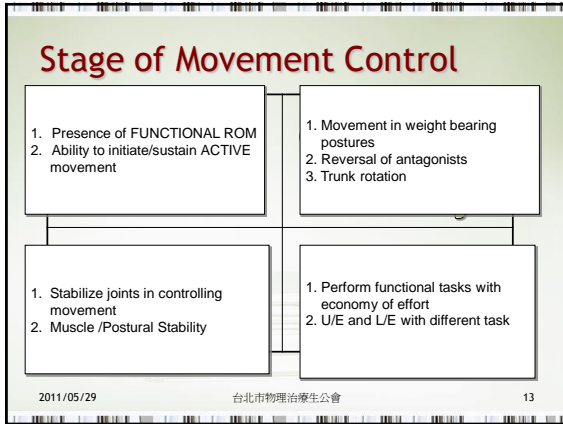 Stage of Movement Control
1. Presence of FUNCTIONAL ROM
2. Ability to initiate/sustain ACTIVE
movement
1. Movement in weight bearing
postures
2. Reversal of antagonists
3. Trunk rotation
1. Stabilize joints in controlling
movement
2. Muscle /Postural Stability
1. Perform functional tasks with
economy of effort
2. U/E and L/E with different task
2011/05/29
台北市物理治療生公會
13